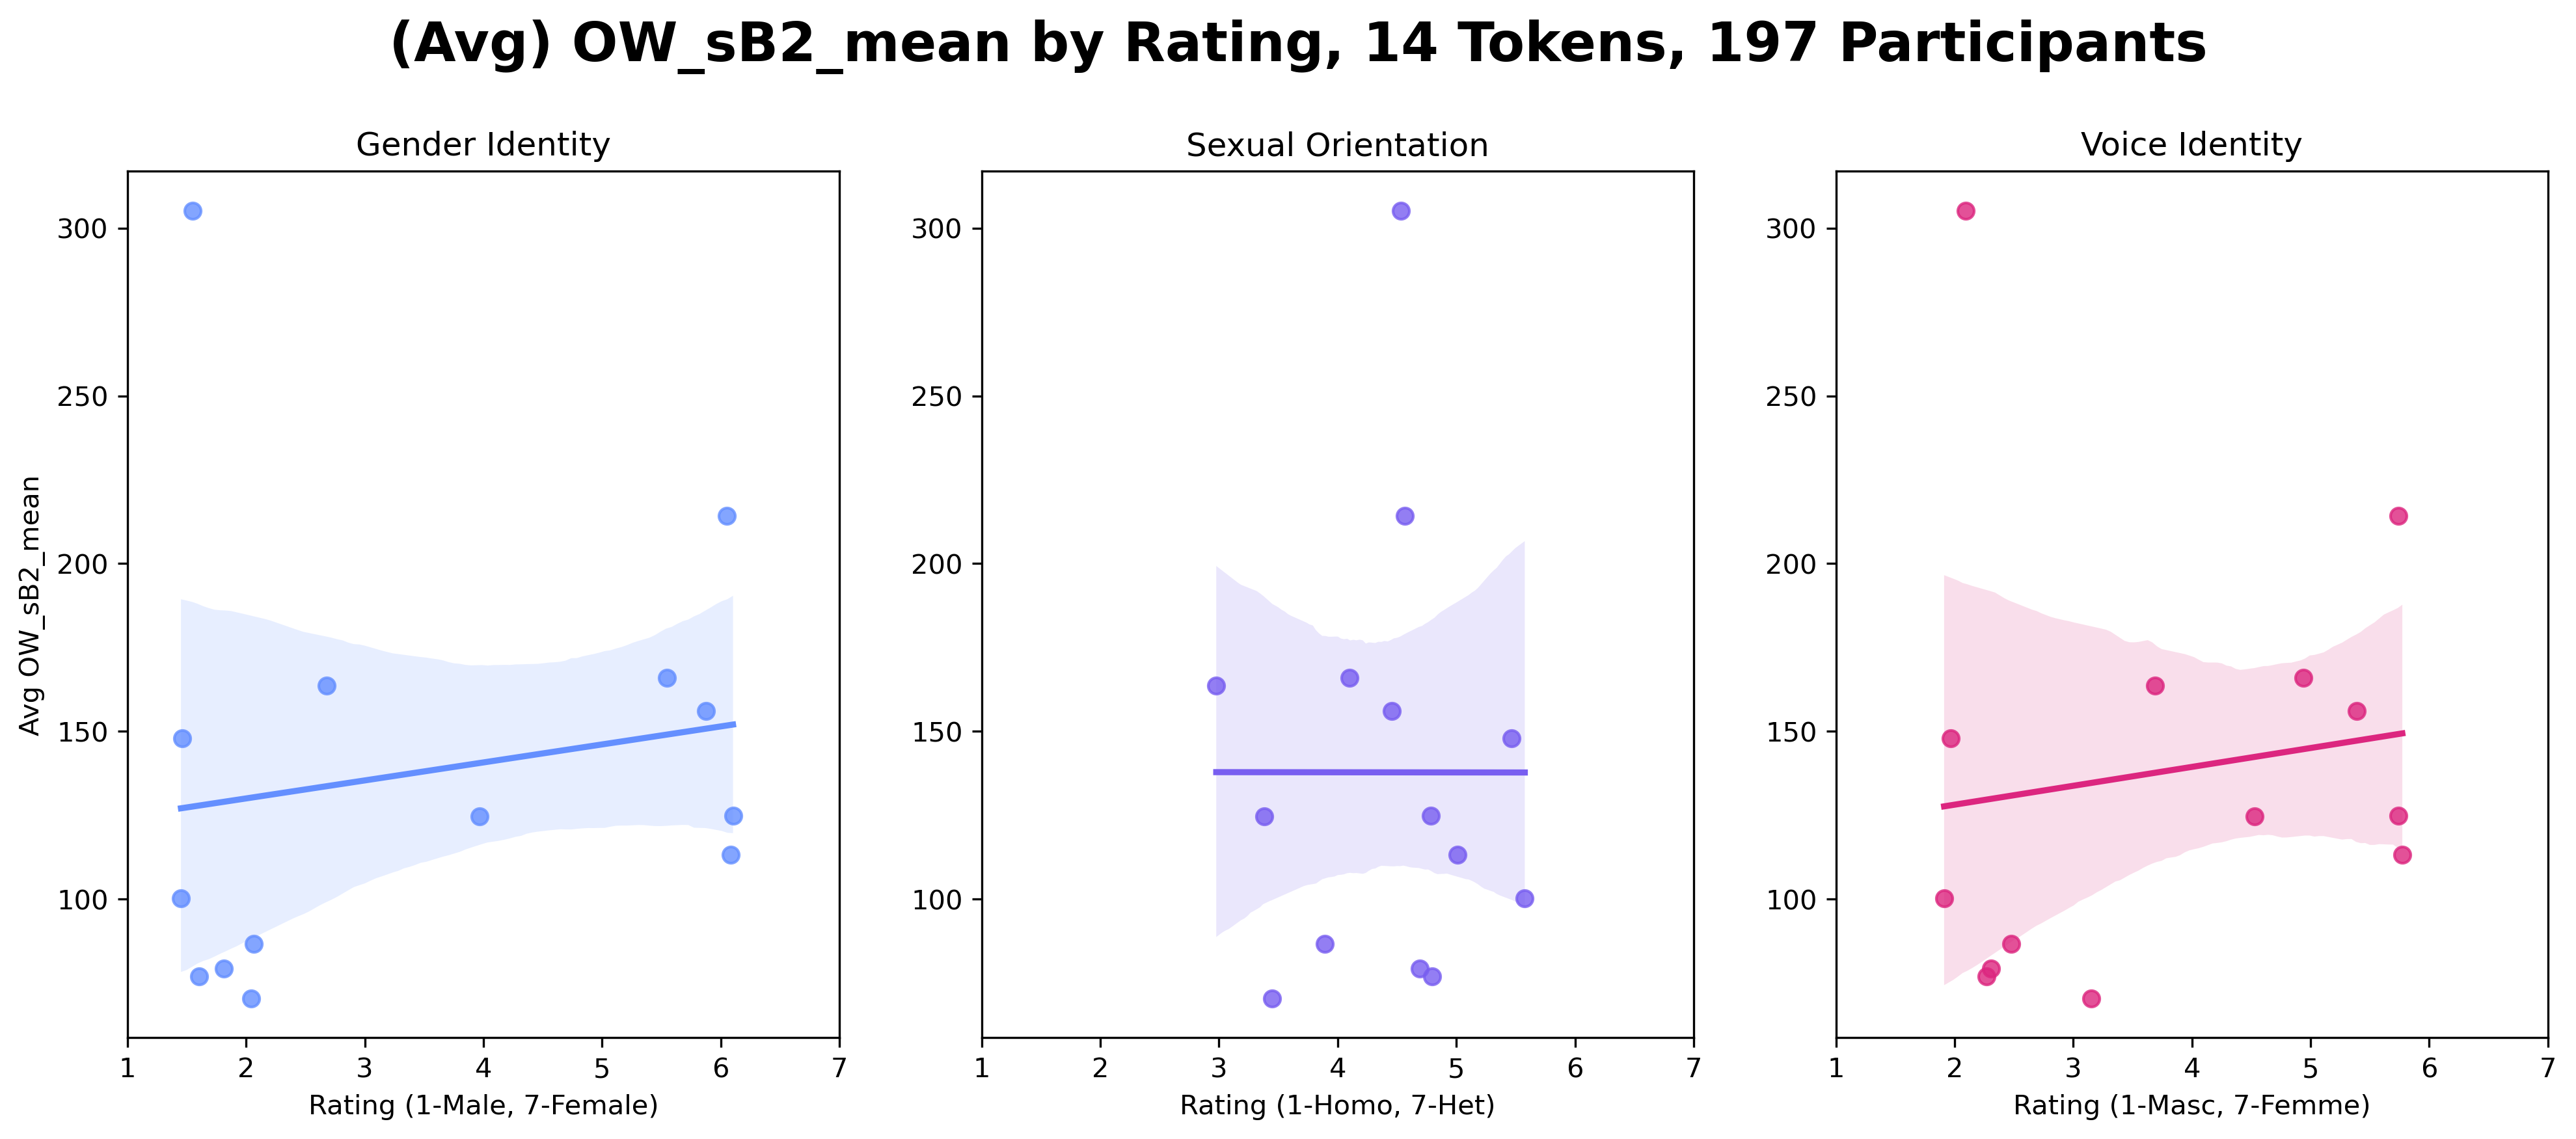 (Avg) OW_sB2_mean by Rating, 14 Tokens, 197 Participants
Gender Identity
Sexual Orientation
Voice Identity
Avg OW_sB2_mean
300
250
200
150
100
1 2 3 4 5 6 7
Rating (1-Male, 7-Female)
300
250
200
150
100
1 2 3 4 5 6 7
Rating (1-Homo, 7-Het)
300
250
200
150
100
1 2 3 4 5 6 7
Rating (1-Masc, 7-Femme)